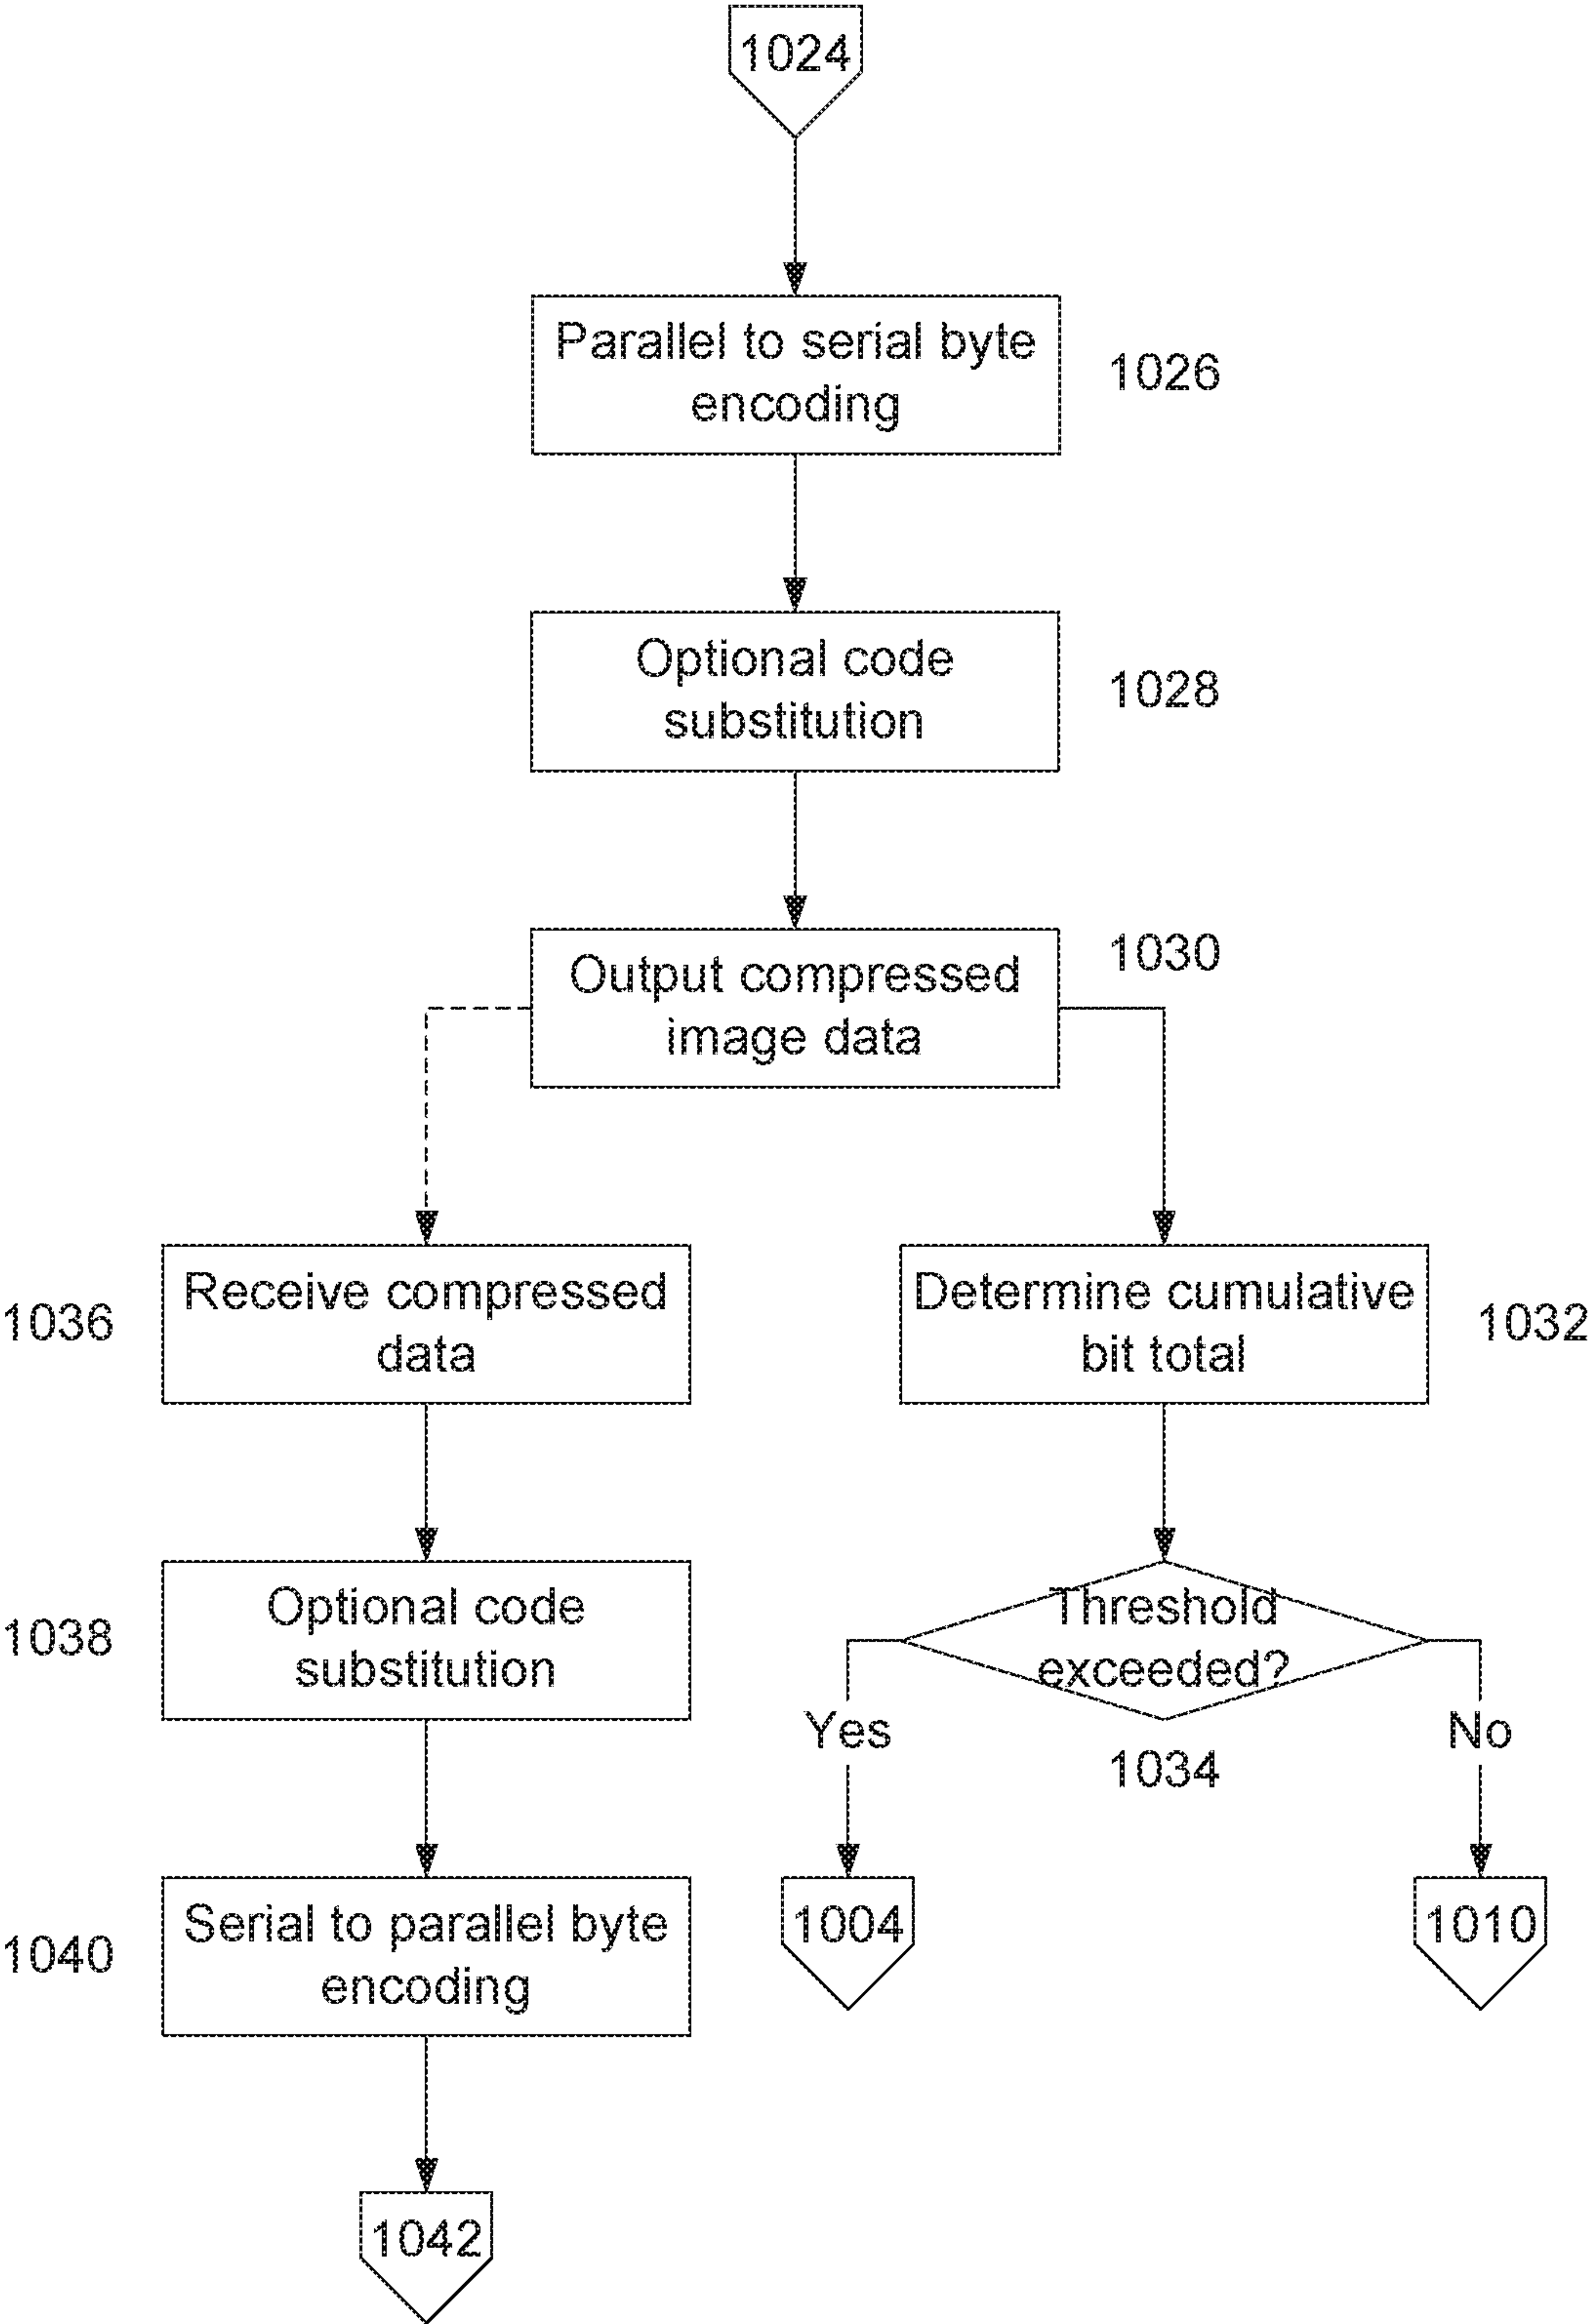 1024
Parallel to serial byte
encoding
1026
Optional code
substitution
1028
Output compressed
image data
1030
Receive compressed
data
1036
Determine cumulative
bit total
1032
Optional code
substitution
1038
Threshold
exceeded?
Yes
No
1034
Serial to parallel byte
encoding
1040
1004
1010
1042